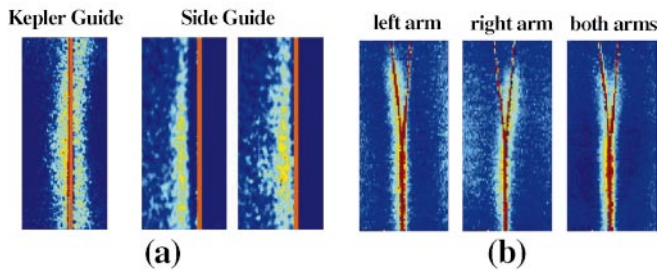 Kepler Guide
Side Guide
left arm
right arm
both arms
(a)
(b)